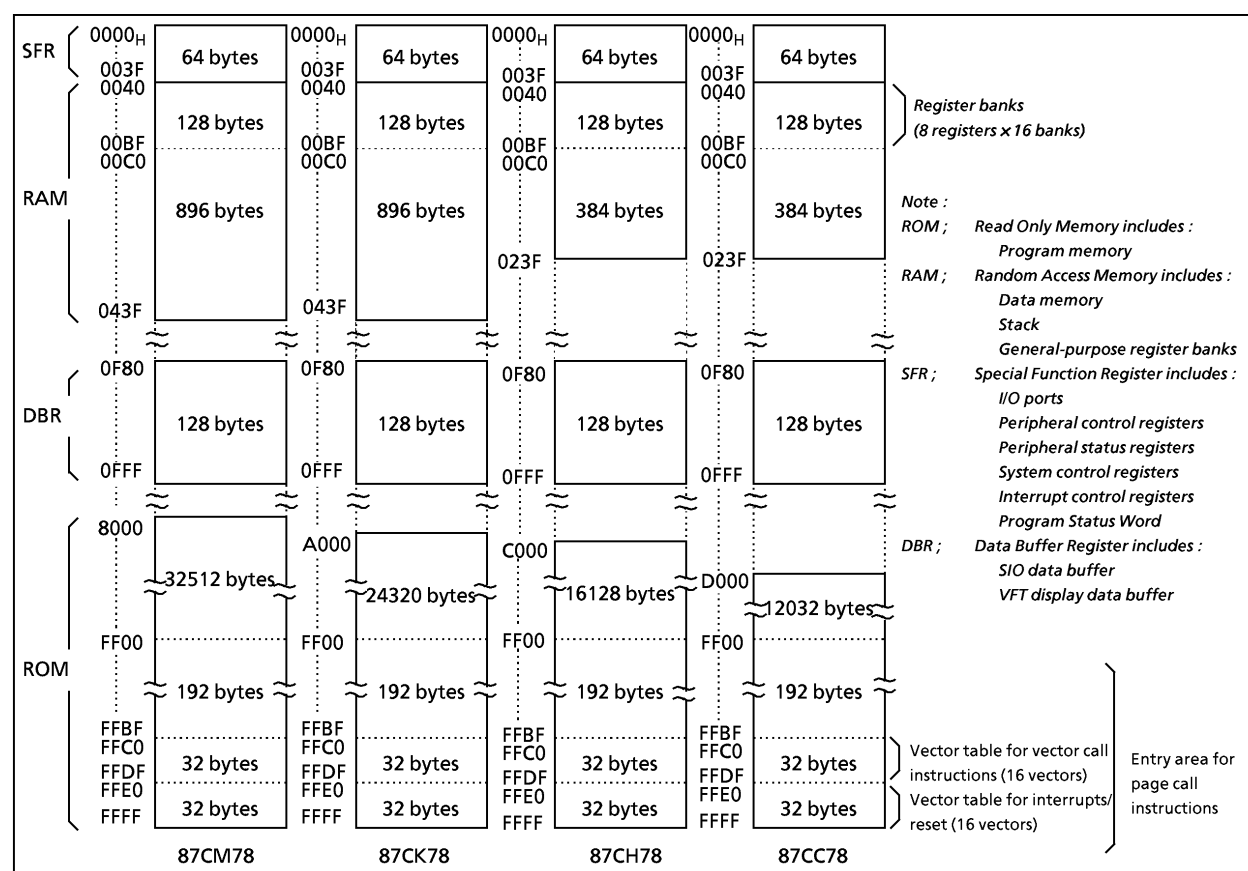 SFR
RAM
DBR
ROM
0000H
003F
0040
00BF
00C0
043F
0F80
0FFF
8000
FF00
FFBF
FFC0
FFDF
FFE0
FFFF
64 bytes
128 bytes
896 bytes
128 bytes
32512 bytes
192 bytes
32 bytes
32 bytes
87CM78
0000H
003F
0040
00BF
00C0
043F
0F80
0FFF
A000
FF00
FFBF
FFC0
FFDF
FFE0
FFFF
64 bytes
128 bytes
896 bytes
128 bytes
24320 bytes
192 bytes
32 bytes
32 bytes
87CK78
0000H
003F
0040
00BF
00C0
023F
0F80
0FFF
C000
FF00
FFBF
FFC0
FFDF
FFE0
FFFF
64 bytes
128 bytes
384 bytes
128 bytes
16128 bytes
192 bytes
32 bytes
32 bytes
87CH78
0000H
003F
0040
00BF
00C0
023F
0F80
0FFF
D000
FF00
FFBF
FFC0
FFDF
FFE0
FFFF
64 bytes
128 bytes
384 bytes
128 bytes
12032 bytes
192 bytes
32 bytes
32 bytes
87CC78
Register banks
(8 registers × 16 banks)
Note :
ROM ; Read Only Memory includes :
Program memory
RAM ; Random Access Memory includes :
Data memory
Stack
General-purpose register banks
SFR ; Special Function Register includes :
I/O ports
Peripheral control registers
Peripheral status registers
System control registers
Interrupt control registers
Program Status Word
DBR ; Data Buffer Register includes :
SIO data buffer
VFT display data buffer
Vector table for vector call
instructions (16 vectors)
Vector table for interrupts/
reset (16 vectors)
Entry area for
page call
instructions